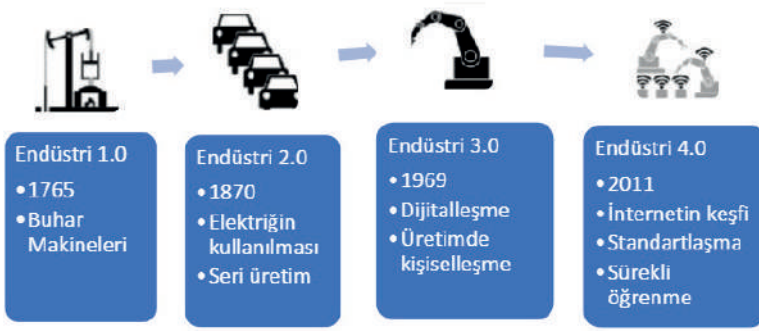 Endüstri 1.0
•1765
•Buhar
Makineleri
Endüstri 2.0
•1870
•Elektriğin
kullanılması
•Seri üretim
Endüstri 3.0
•1969
•Dijitalleşme
•Üretimde
kişiselleşme
Endüstri 4.0
•2011
•İnternetin keşfi
•Standartlaşma
•Sürekli
öğrenme